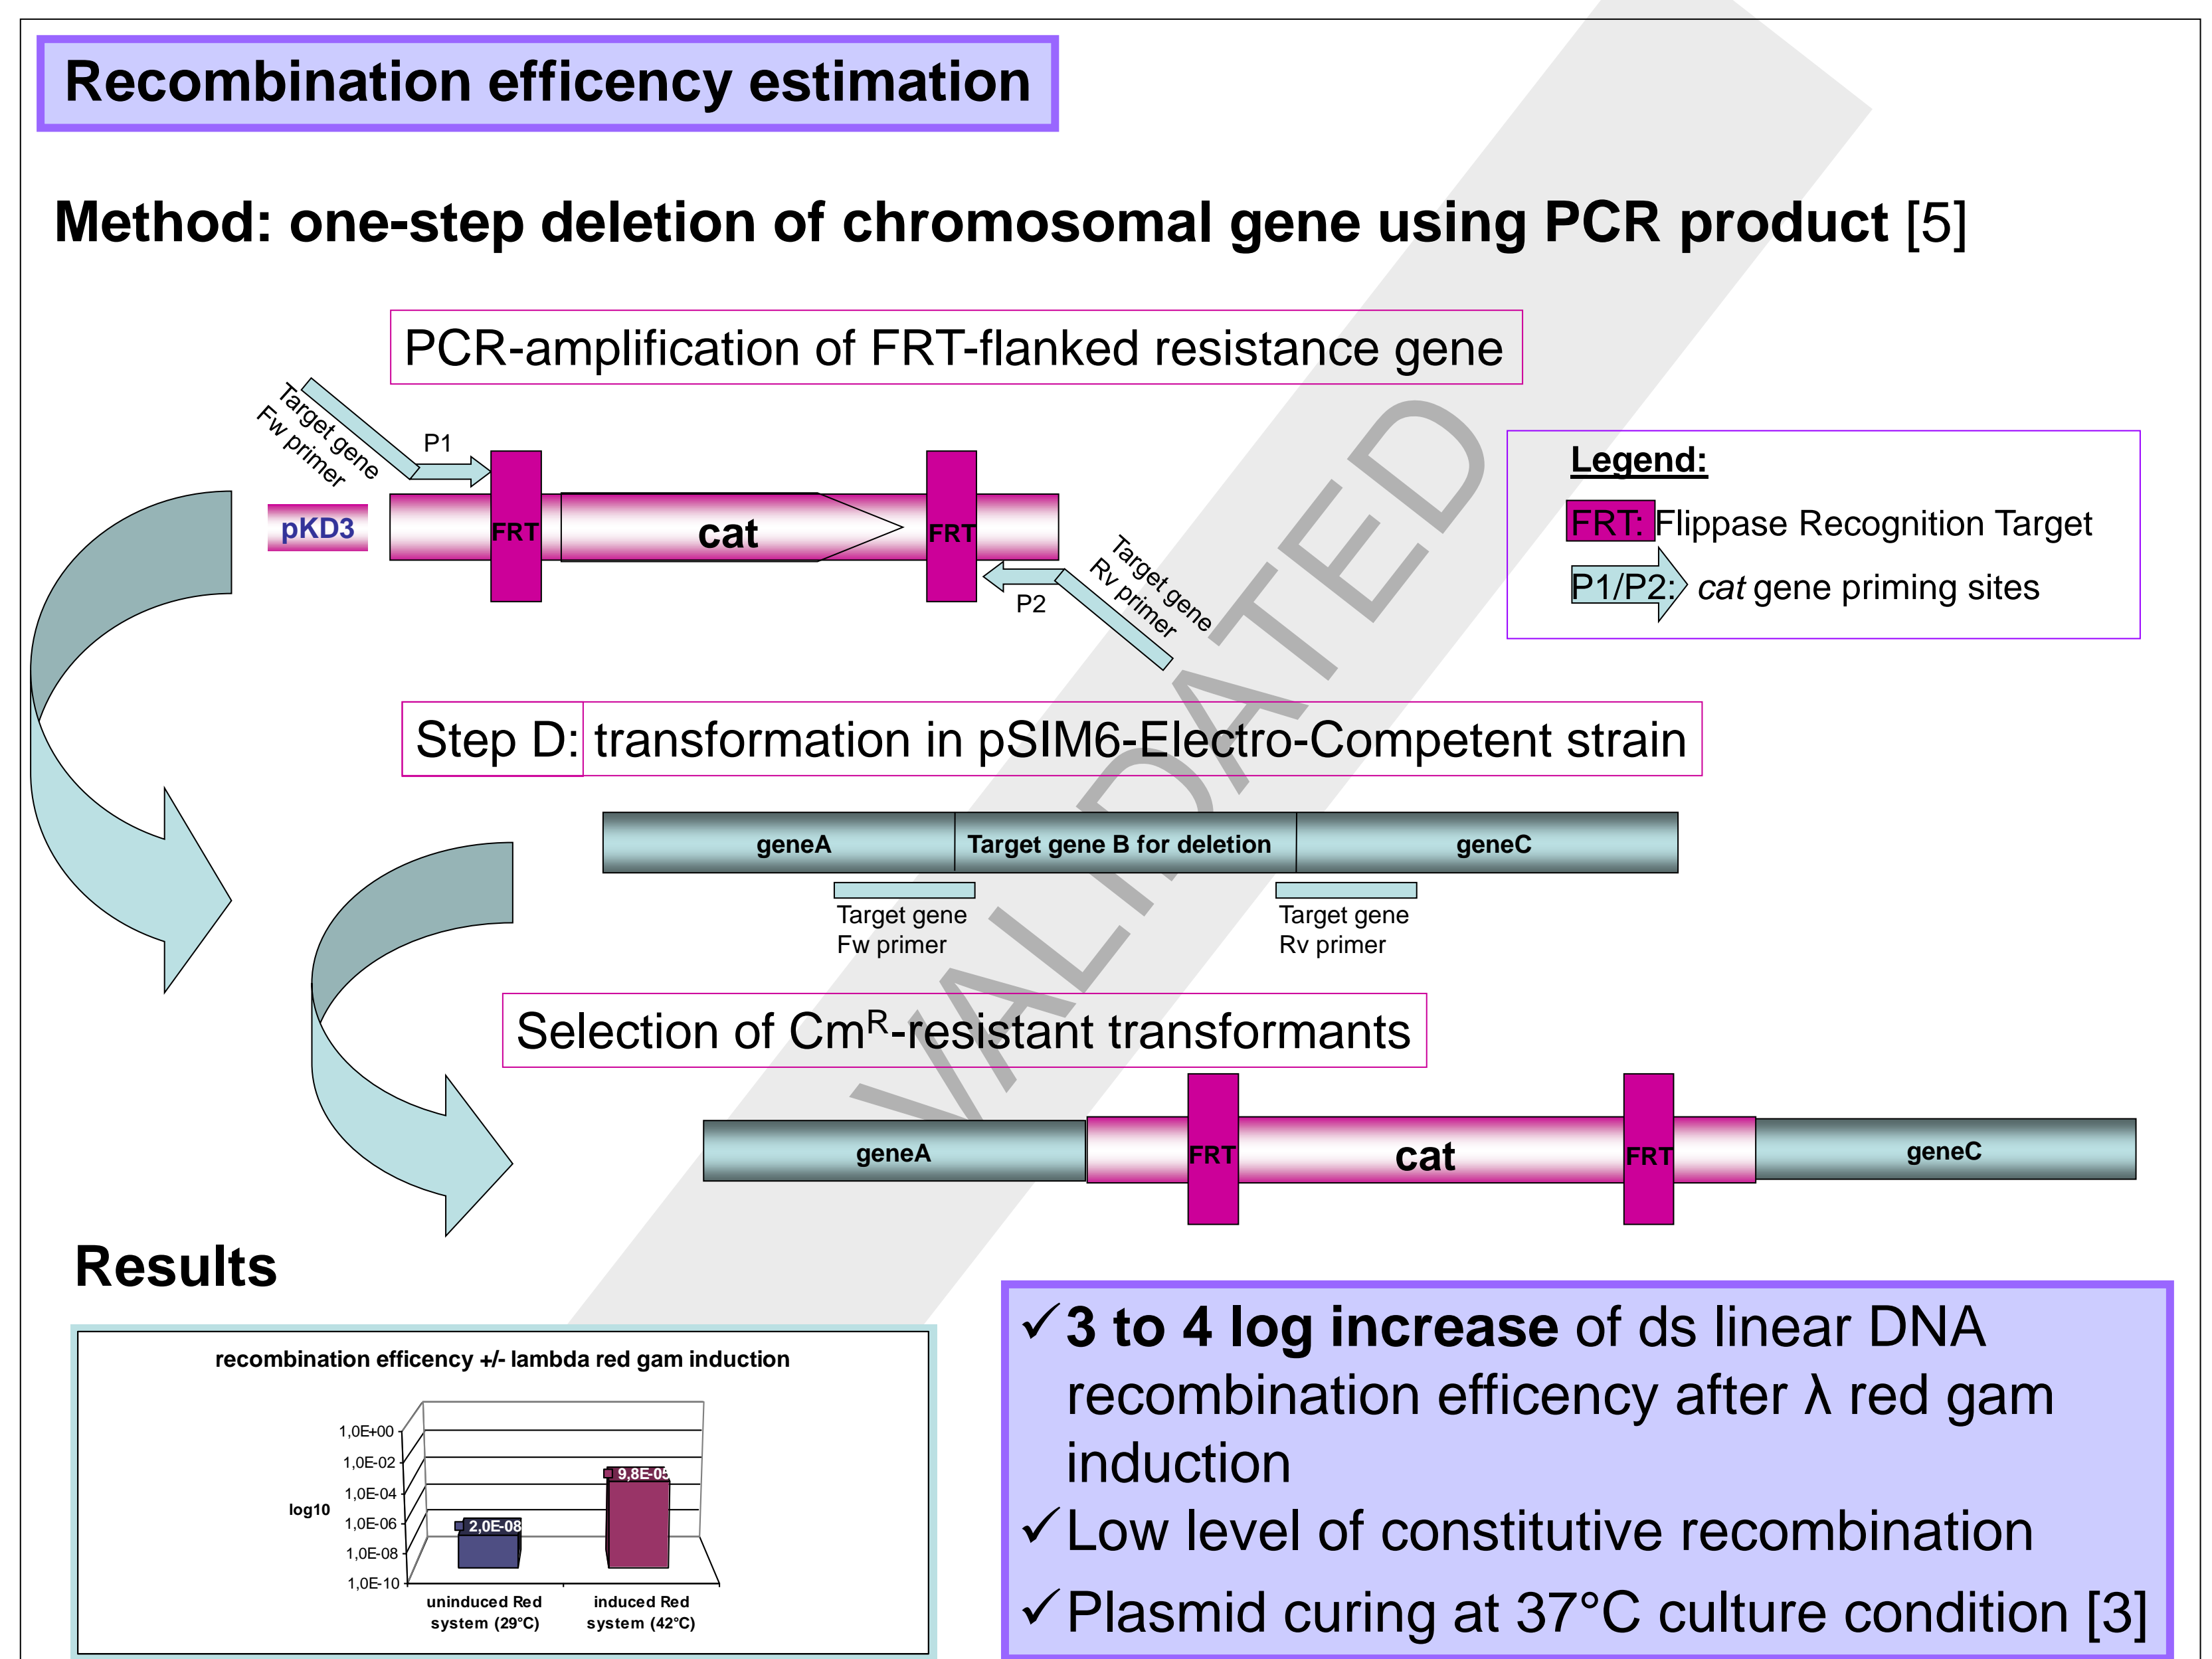 Recombination efficency estimation
Method: one-step deletion of chromosomal gene using PCR product [5]
PCR-amplification of FRT-flanked resistance gene
Target gene
Fw primer
P1
pKD3
FRT
cat
FRT
P2
Target gene
Rv primer
Legend:
FRT: Flippase Recognition Target
P1/P2: cat gene priming sites
Step D: transformation in pSIM6-Electro-Competent strain
geneA
Target gene B for deletion
geneC
Target gene
Fw primer
Target gene
Rv primer
Selection of Cm^R-resistant transformants
geneA
FRT
cat
FRT
geneC
VALIDATED
Results
recombination efficency +/- lambda red gam induction
1,0E+00
1,0E-02
1,0E-04
1,0E-06
1,0E-08
1,0E-10
log10
2,0E-08
9,8E-05
uninduced Red
system (29°C)
induced Red
system (42°C)
✓3 to 4 log increase of ds linear DNA
recombination efficency after λ red gam
induction
✓Low level of constitutive recombination
✓Plasmid curing at 37°C culture condition [3]